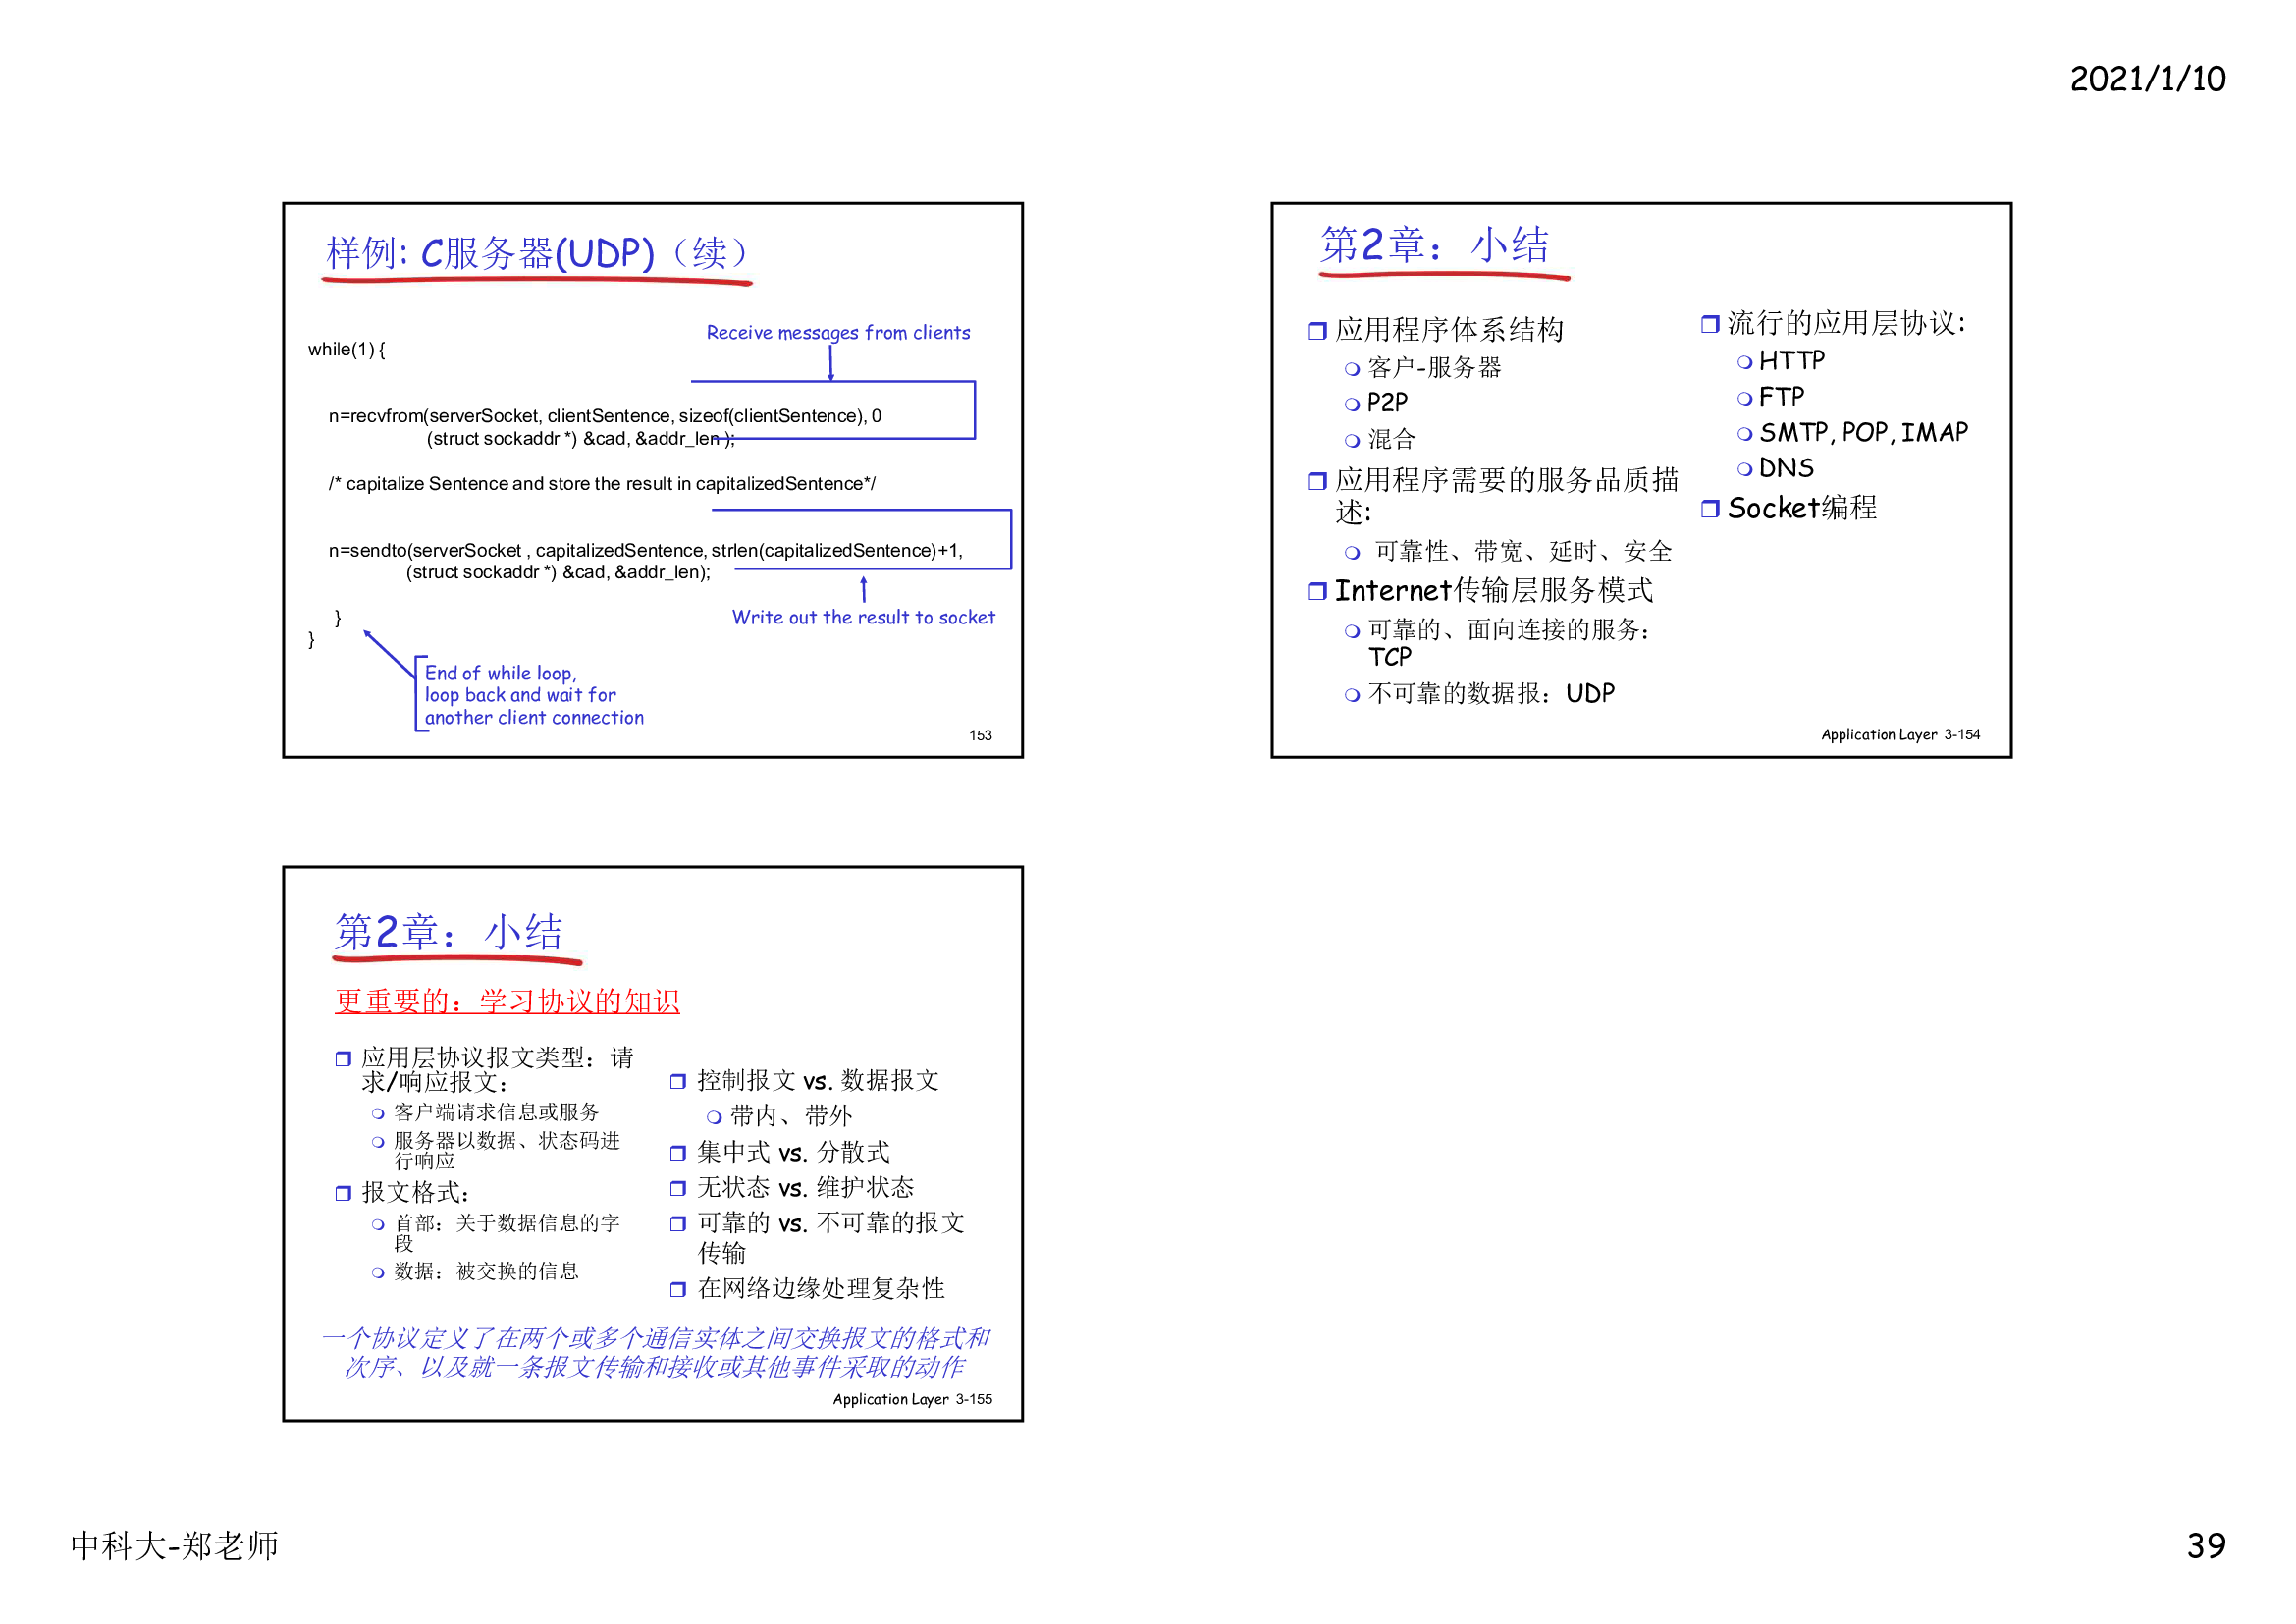 2021/1/10
样例: C服务器(UDP)（续）
Receive messages from clients
while(1) {
n=recvfrom(serverSocket, clientSentence, sizeof(clientSentence), 0
(struct sockaddr *) &cad, &addr_len );
/* capitalize Sentence and store the result in capitalizedSentence*/
n=sendto(serverSocket , capitalizedSentence, strlen(capitalizedSentence)+1,
(struct sockaddr *) &cad, &addr_len);
}
Write out the result to socket
}
End of while loop,
loop back and wait for
another client connection
153
第2章：小结
应用程序体系结构
客户-服务器
P2P
混合
应用程序需要的服务品质描
述:
可靠性、带宽、延时、安全
Internet传输层服务模式
可靠的、面向连接的服务：
TCP
不可靠的数据报：UDP
流行的应用层协议:
HTTP
FTP
SMTP, POP, IMAP
DNS
Socket编程
Application Layer 3-154
第2章：小结
更重要的：学习协议的知识
应用层协议报文类型：请
求/响应报文：
客户端请求信息或服务
服务器以数据、状态码进
行响应
报文格式：
首部：关于数据信息的字
段
数据：被交换的信息
控制报文 vs. 数据报文
带内、带外
集中式 vs. 分散式
无状态 vs. 维护状态
可靠的 vs. 不可靠的报文
传输
在网络边缘处理复杂性
一个协议定义了在两个或多个通信实体之间交换报文的格式和
次序、以及就一条报文传输和接收或其他事件采取的动作
Application Layer 3-155
中科大-郑老师
39